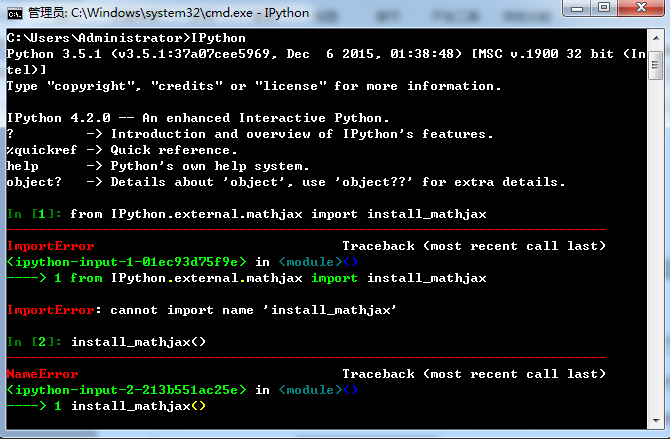 管理员: C:\Windows\system32\cmd.exe - IPython
C:\Users\Administrator>IPython
Python 3.5.1 (v3.5.1:37a07cee5969, Dec  6 2015, 01:38:48) [MSC v.1900 32 bit (In
tel)]
Type "copyright", "credits" or "license" for more information.
IPython 4.2.0 -- An enhanced Interactive Python.
?         -> Introduction and overview of IPython's features.
%quickref -> Quick reference.
help      -> Python's own help system.
object?   -> Details about 'object', use 'object??' for extra details.
In [1]: from IPython.external.mathjax import install_mathjax
---------------------------------------------------------------------------
ImportError                               Traceback (most recent call last)
<ipython-input-1-01ec93d75f9e> in <module>()
----> 1 from IPython.external.mathjax import install_mathjax
ImportError: cannot import name 'install_mathjax'
In [2]: install_mathjax()
---------------------------------------------------------------------------
NameError                                 Traceback (most recent call last)
<ipython-input-2-213b551ac25e> in <module>()
----> 1 install_mathjax()